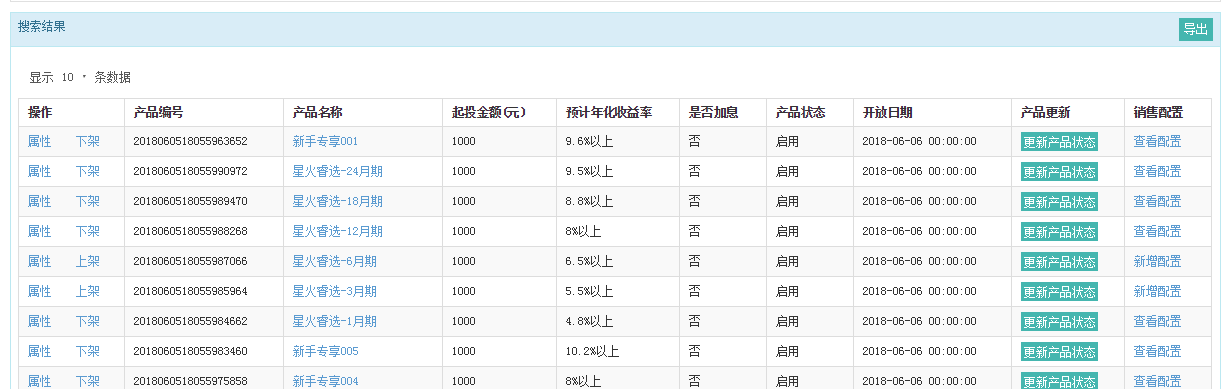 搜索结果 导出
显示 10 条数据
操作 产品编号 产品名称 起投金额(元) 预计年化收益率 是否加息 产品状态 开放日期 产品更新 销售配置
属性 下架 2018060518055963652 新手专享001 1000 9.6%以上 否 启用 2018-06-06 00:00:00 更新产品状态 查看配置
属性 下架 2018060518055990972 星火睿选-24月期 1000 9.5%以上 否 启用 2018-06-06 00:00:00 更新产品状态 查看配置
属性 下架 2018060518055989470 星火睿选-18月期 1000 8.8%以上 否 启用 2018-06-06 00:00:00 更新产品状态 查看配置
属性 下架 2018060518055988268 星火睿选-12月期 1000 8%以上 否 启用 2018-06-06 00:00:00 更新产品状态 查看配置
属性 上架 2018060518055987066 星火睿选-6月期 1000 6.5%以上 否 启用 2018-06-06 00:00:00 更新产品状态 新增配置
属性 上架 2018060518055985964 星火睿选-3月期 1000 5.5%以上 否 启用 2018-06-06 00:00:00 更新产品状态 新增配置
属性 下架 2018060518055984662 星火睿选-1月期 1000 4.8%以上 否 启用 2018-06-06 00:00:00 更新产品状态 查看配置
属性 下架 2018060518055983460 新手专享005 1000 10.2%以上 否 启用 2018-06-06 00:00:00 更新产品状态 查看配置
属性 下架 2018060518055975858 新手专享004 1000 8%以上 否 启用 2018-06-06 00:00:00 更新产品状态 查看配置